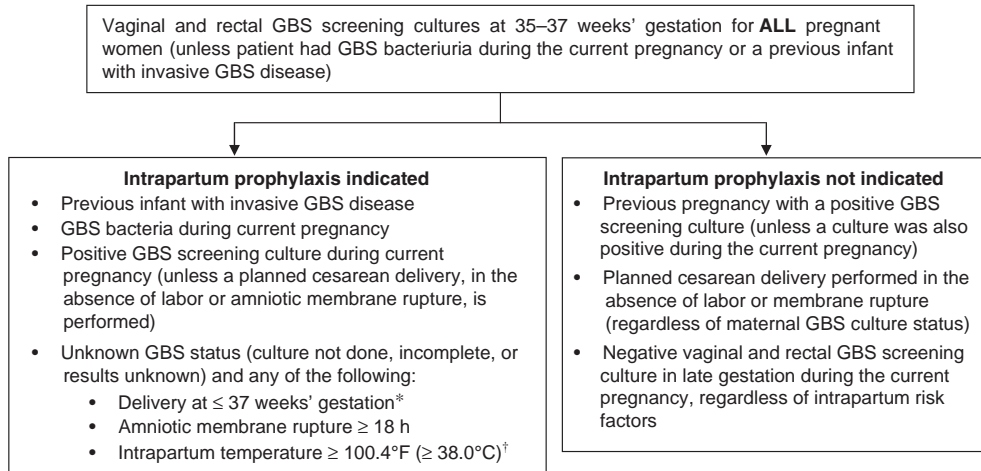 Vaginal and rectal GBS screening cultures at 35–37 weeks' gestation for ALL pregnant
women (unless patient had GBS bacteriuria during the current pregnancy or a previous infant
with invasive GBS disease)
Intrapartum prophylaxis indicated
• Previous infant with invasive GBS disease
• GBS bacteria during current pregnancy
• Positive GBS screening culture during current
pregnancy (unless a planned cesarean delivery, in the
absence of labor or amniotic membrane rupture, is
performed)
• Unknown GBS status (culture not done, incomplete, or
results unknown) and any of the following:
• Delivery at ≤ 37 weeks' gestation*
• Amniotic membrane rupture ≥ 18 h
• Intrapartum temperature ≥ 100.4°F (≥ 38.0°C)†
Intrapartum prophylaxis not indicated
• Previous pregnancy with a positive GBS
screening culture (unless a culture was also
positive during the current pregnancy)
• Planned cesarean delivery performed in the
absence of labor or membrane rupture
(regardless of maternal GBS culture status)
• Negative vaginal and rectal GBS screening
culture in late gestation during the current
pregnancy, regardless of intrapartum risk
factors